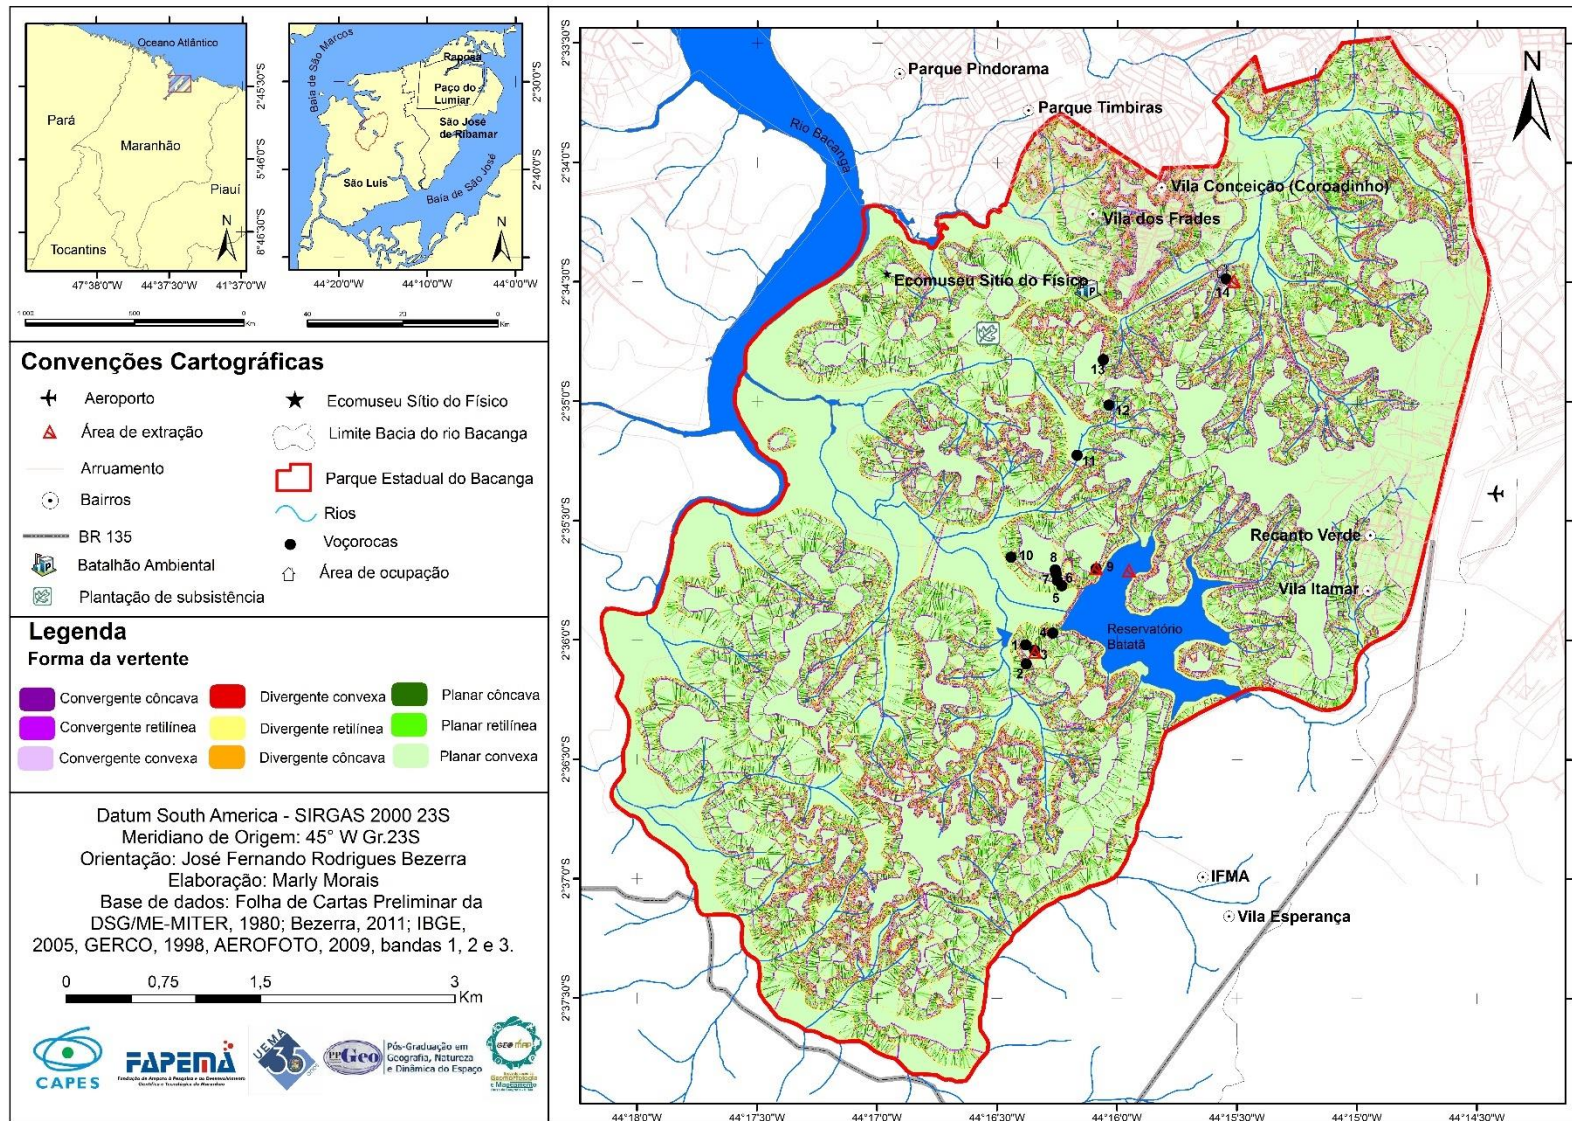 Oceano Atlântico
Pará
Maranhão
Piauí
Tocantins
N
2°45'30"S
5°46'0"S
8°46'30"S
47°38'0"W
44°37'30"W
41°37'0"W
1 000
500
0
Km
Baía de São Marcos
Raposa
Paço do
Lumiar
São José
de Ribamar
São Luis
Baía de São José
N
2°30'0"S
2°40'0"S
44°20'0"W
44°10'0"W
44°0'0"W
40
20
0
Km
Convenções Cartográficas
Aeroporto
Área de extração
Arruamento
Bairros
BR 135
Batalhão Ambiental
Plantação de subsistência
Ecomuseu Sítio do Físico
Limite Bacia do rio Bacanga
Parque Estadual do Bacanga
Rios
Voçorocas
Área de ocupação
Legenda
Forma da vertente
Convergente côncava
Convergente retilínea
Convergente convexa
Divergente convexa
Divergente retilínea
Divergente côncava
Planar côncava
Planar retilínea
Planar convexa
Datum South America - SIRGAS 2000 23S
Meridiano de Origem: 45° W Gr.23S
Orientação: José Fernando Rodrigues Bezerra
Elaboração: Marly Morais
Base de dados: Folha de Cartas Preliminar da
DSG/ME-MITER, 1980; Bezerra, 2011; IBGE,
2005, GERCO, 1998, AEROFOTO, 2009, bandas 1, 2 e 3.
0
0,75
1,5
3
Km
CAPES
FAPEMA
UEMA
35
anos
PPGeo
Pós-Graduação em
Geografia, Natureza
e Dinâmica do Espaço
GEOMAP
N
Parque Pindorama
Parque Timbiras
Rio Bacanga
Vila Conceição (Coroadinho)
Vila dos Frades
Ecomuseu Sítio do Físico
P
14
13
12
11
10
8
9
7
6
5
4
1
3
2
Recanto Verde
Vila Itamar
Reservatório
Batatã
IFMA
Vila Esperança
2°33'30"S
2°34'0"S
2°34'30"S
2°35'0"S
2°35'30"S
2°36'0"S
2°36'30"S
2°37'0"S
2°37'30"S
44°18'0"W
44°17'30"W
44°17'0"W
44°16'30"W
44°16'0"W
44°15'30"W
44°15'0"W
44°14'30"W